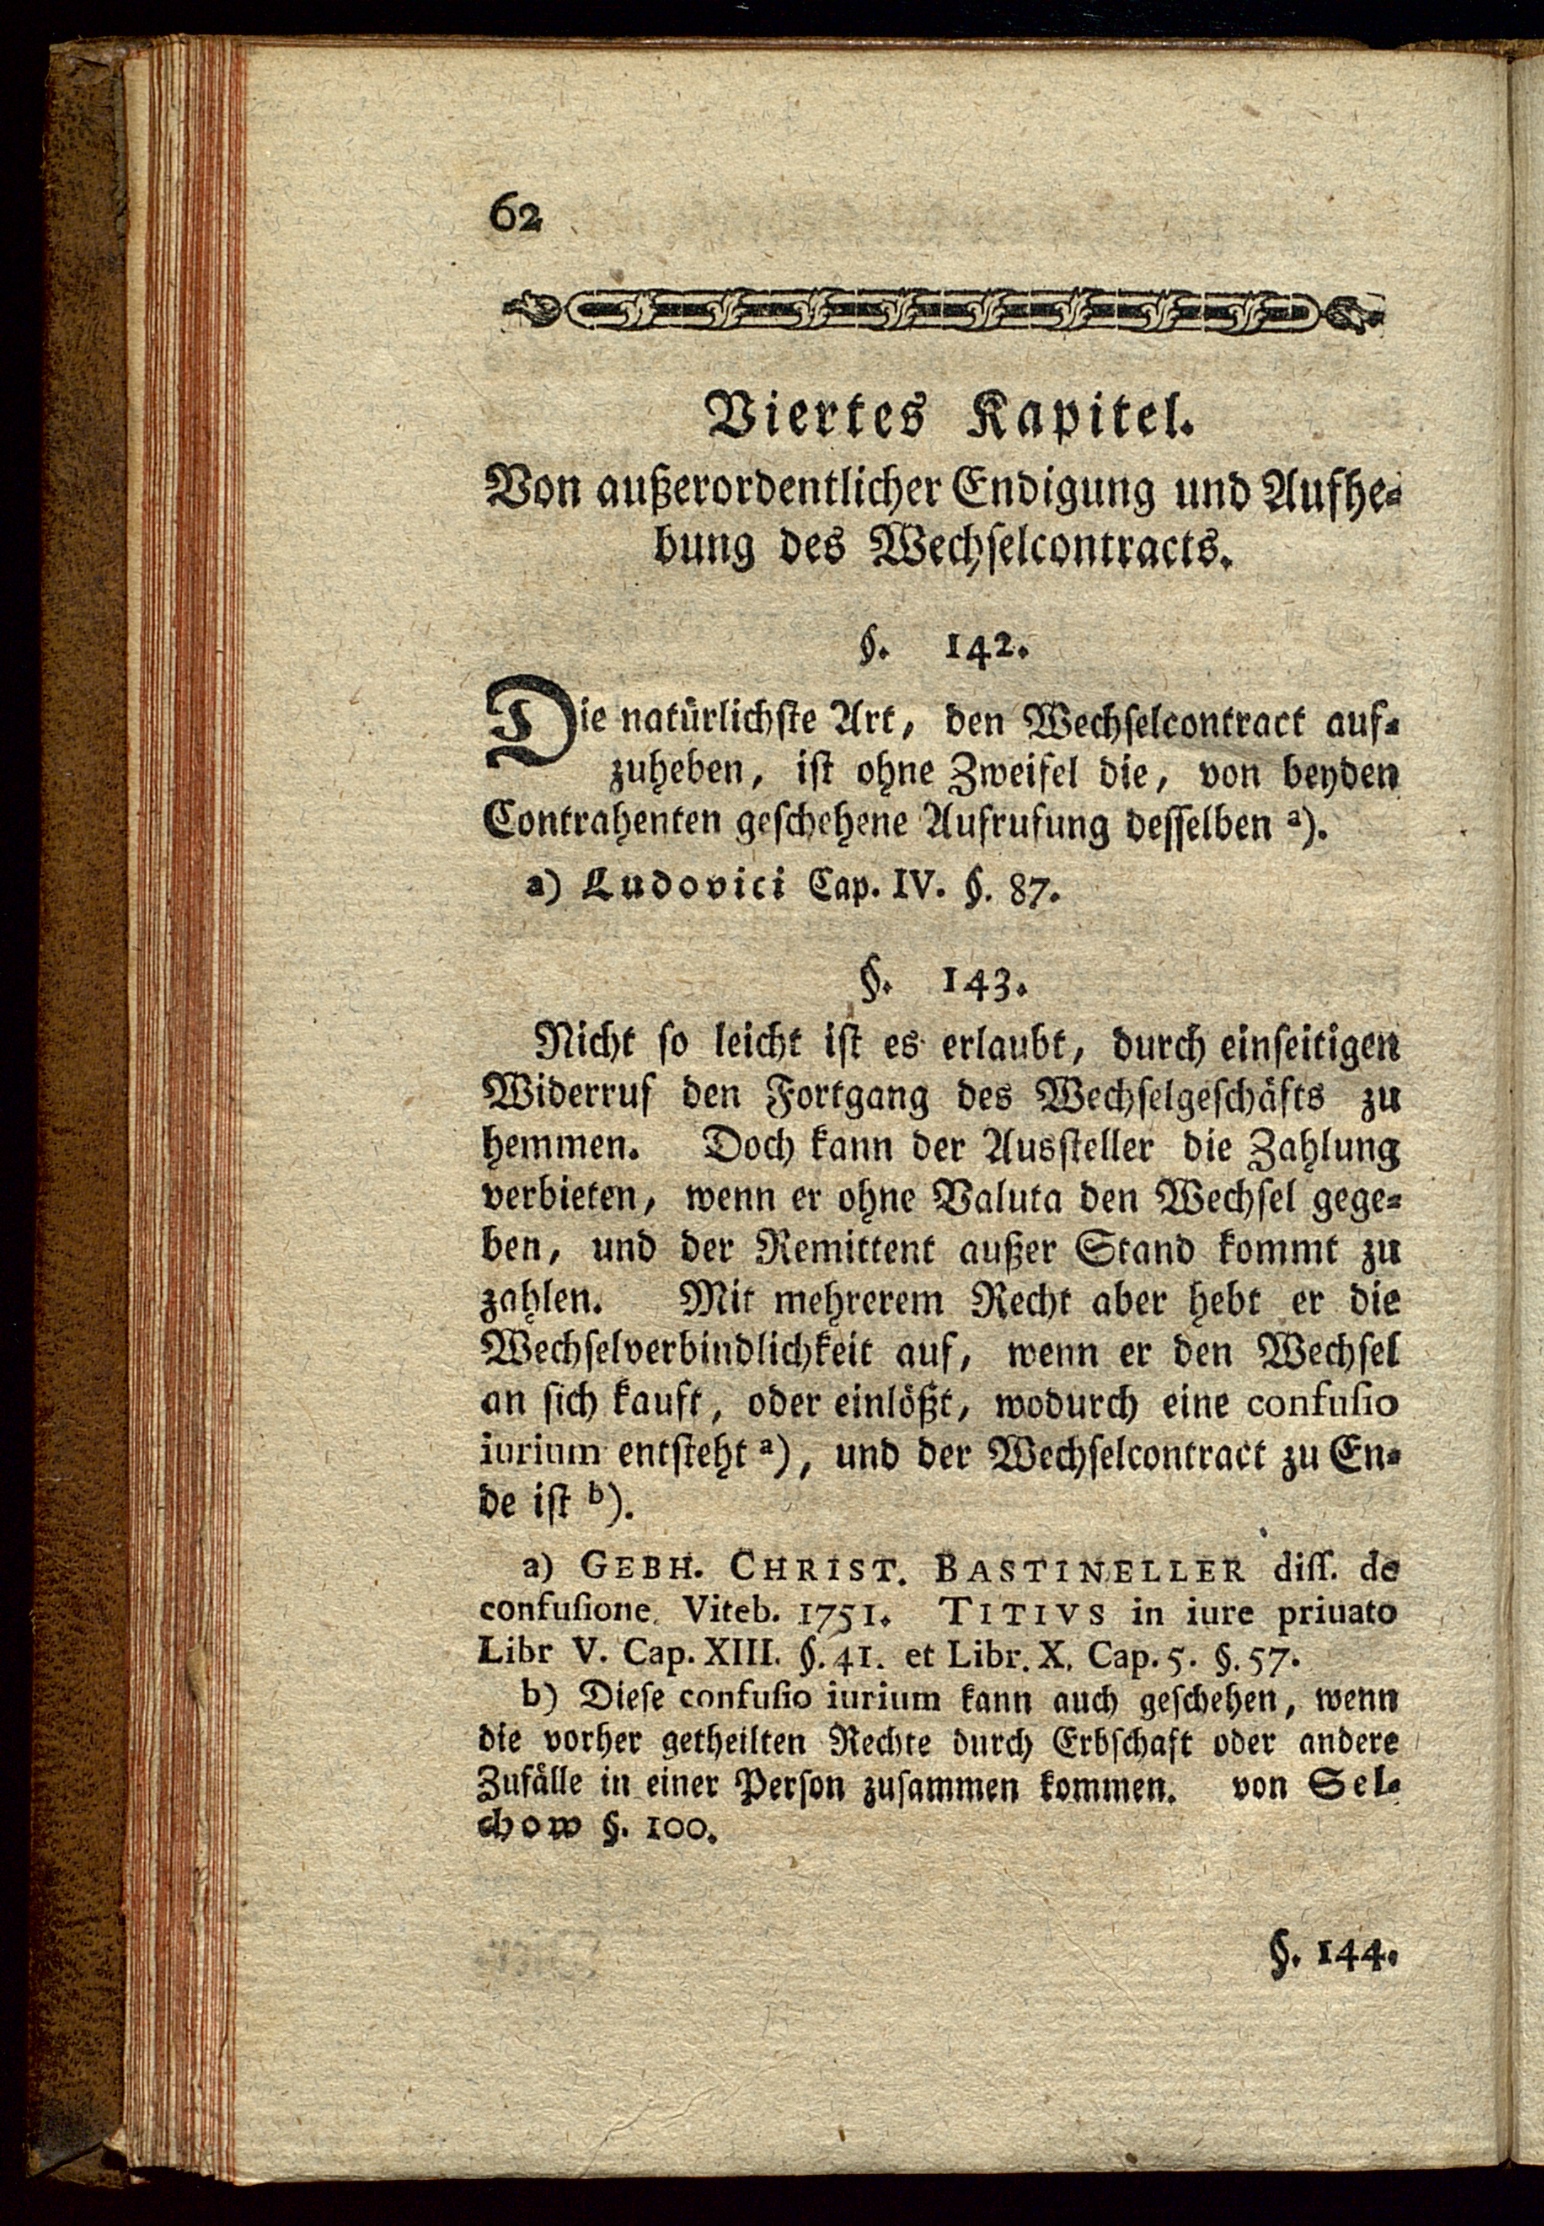 62
Viertes Kapitel.
Von außerordentlicher Endigung und Aufhe-
bung des Wechselcontracts.
§. 142.
Die natürlichste Art, den Wechselcontract auf-
zuheben, ist ohne Zweifel die, von beyden
Contrahenten geschehene Aufrufung desselben a).
a) Ludovici Cap. IV. §. 87.
§. 143.
Nicht so leicht ist es erlaubt, durch einseitigen
Widerruf den Fortgang des Wechselgeschäfts zu
hemmen. Doch kann der Aussteller die Zahlung
verbieten, wenn er ohne Valuta den Wechsel gege-
ben, und der Remittent außer Stand kommt zu
zahlen. Mit mehrerem Recht aber hebt er die
Wechselverbindlichkeit auf, wenn er den Wechsel
an sich kauft, oder einlößt, wodurch eine confusio
iurium entsteht a), und der Wechselcontract zu En-
de ist b).
a) GEBH. CHRIST. BASTINELLER diss. de
confusione Viteb. 1751. TITIVS in iure priuato
Libr V. Cap. XIII. §. 41. et Libr. X. Cap. 5. §. 57.
b) Diese confusio iurium kann auch geschehen, wenn
die vorher getheilten Rechte durch Erbschaft oder andere
Zufälle in einer Person zusammen kommen. von Sel-
chow §. 100.
§. 144.